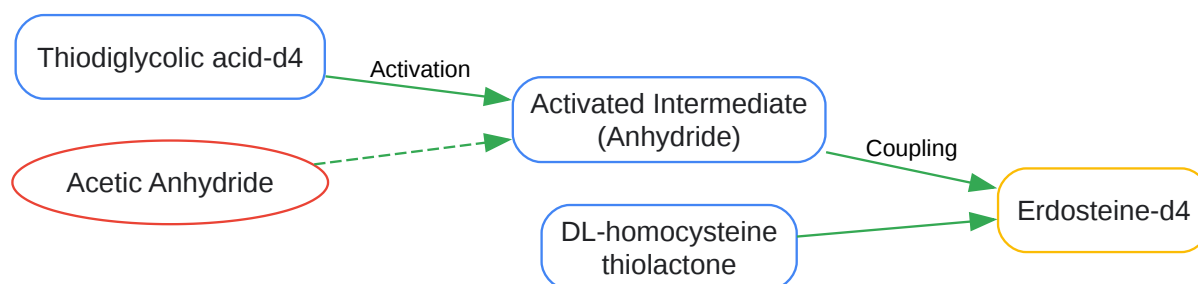 Thiodiglycolic acid-d4
Activation
Activated Intermediate
(Anhydride)
Acetic Anhydride
Coupling
DL-homocysteine
thiolactone
Erdosteine-d4